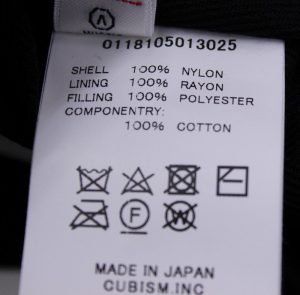 0118105013025
SHELL 100% NYLON
LINING 100% RAYON
FILLING 100% POLYESTER
COMPONENTRY:
100% COTTON
F
W
MADE IN JAPAN
CUBISM.INC